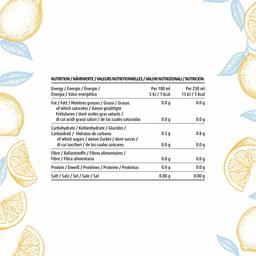 NUTRITION / NÄHRWERTE / VALEURS NUTRITIONNELLES / VALORI NUTRIZIONALI / NUTRICIÓN
Energy / Energie / Énergie / Per 100 ml Per 250 ml
Energia / Valor energético 5 kJ / 1 kcal 13 kJ / 3 kcal
Fat / Fett / Matières grasses / Grassi / Grasas 0.0 g 0.0 g
of which saturates / davon gesättigte
Fettsäuren / dont acides gras saturés /
di cui acidi grassi saturi / de las cuales saturadas 0.0 g 0.0 g
Carbohydrate / Kohlenhydrate / Glucides /
Carboidrati / Hidratos de carbono 0.3 g 0.8 g
of which sugars / davon Zucker / dont sucres /
di cui zuccheri / de los cuales azúcares 0.0 g 0.0 g
Fibre / Ballaststoffe / Fibres alimentaires /
Fibre / Fibra alimentaria 0.0 g 0.0 g
Protein / Eiweiß / Protéines / Proteine / Proteínas 0.0 g 0.0 g
Salt / Salz / Sel / Sale / Sal 0.00 g 0.0 g